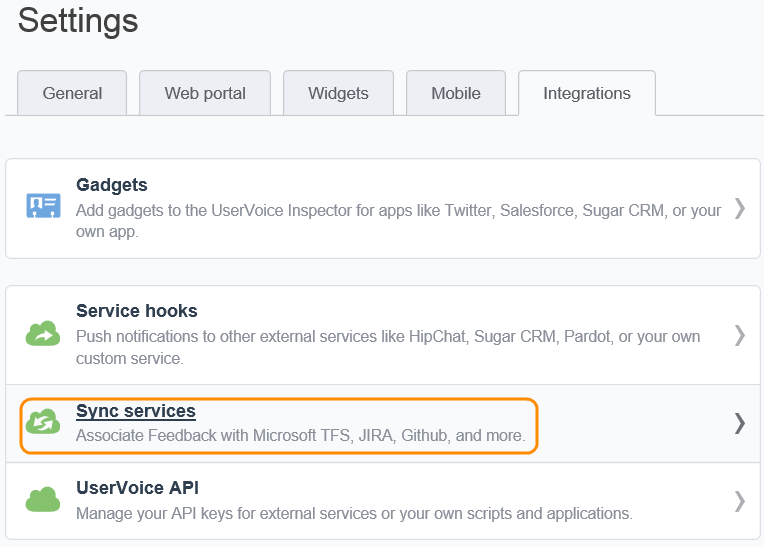 Settings
General
Web portal
Widgets
Mobile
Integrations
Gadgets
Add gadgets to the UserVoice Inspector for apps like Twitter, Salesforce, Sugar CRM, or your
own app.
Service hooks
Push notifications to other external services like HipChat, Sugar CRM, Pardot, or your own
custom service.
Sync services
Associate Feedback with Microsoft TFS, JIRA, Github, and more.
UserVoice API
Manage your API keys for external services or your own scripts and applications.